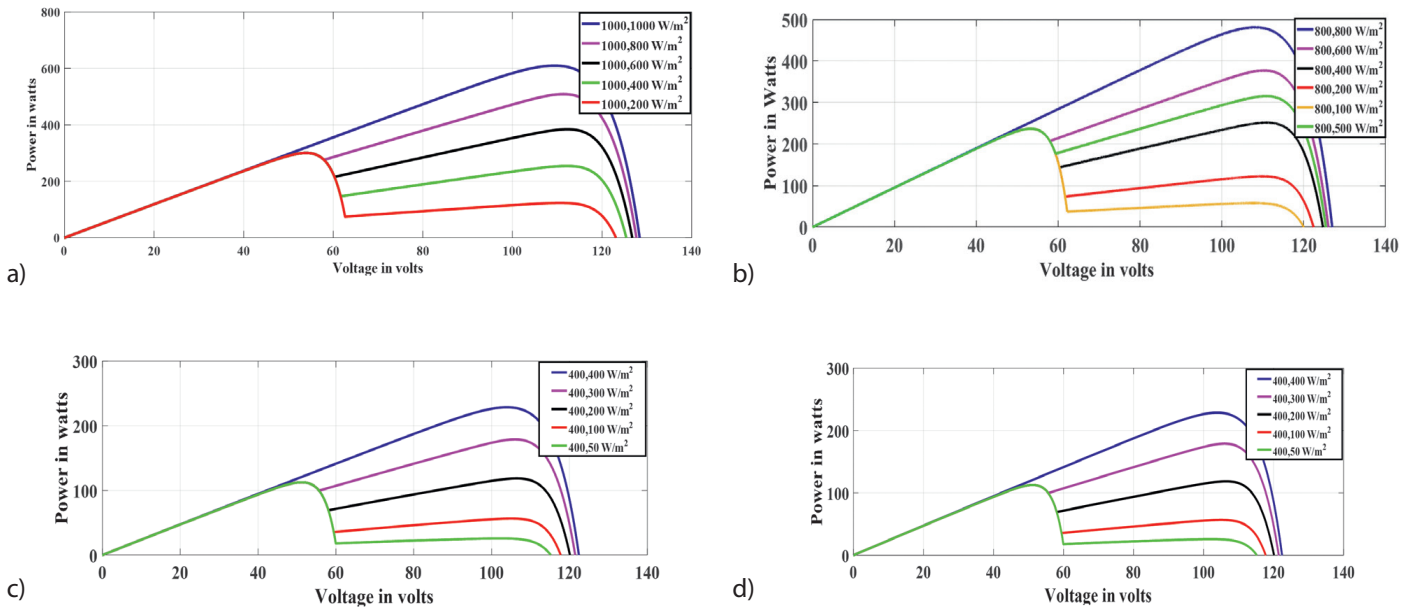 800
600
400
200
0
Power in watts
1000,1000 W/m²
1000,800 W/m²
1000,600 W/m²
1000,400 W/m²
1000,200 W/m²
0 20 40 60 80 100 120 140
Voltage in volts
a)
500
400
300
200
100
0
Power in Watts
800,800 W/m²
800,600 W/m²
800,400 W/m²
800,200 W/m²
800,100 W/m²
800,500 W/m²
0 20 40 60 80 100 120 140
Voltage in volts
b)
300
200
100
0
Power in watts
400,400 W/m²
400,300 W/m²
400,200 W/m²
400,100 W/m²
400,50 W/m²
0 20 40 60 80 100 120 140
Voltage in volts
c)
300
200
100
0
Power in watts
400,400 W/m²
400,300 W/m²
400,200 W/m²
400,100 W/m²
400,50 W/m²
0 20 40 60 80 100 120 140
Voltage in volts
d)